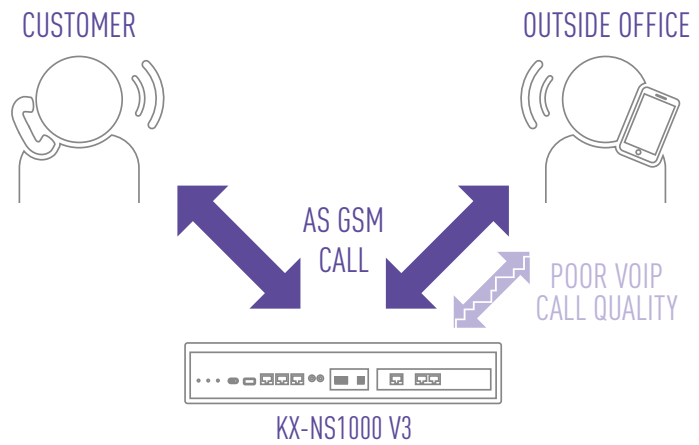 CUSTOMER
OUTSIDE OFFICE
AS GSM
CALL
POOR VOIP
CALL QUALITY
KX-NS1000 V3